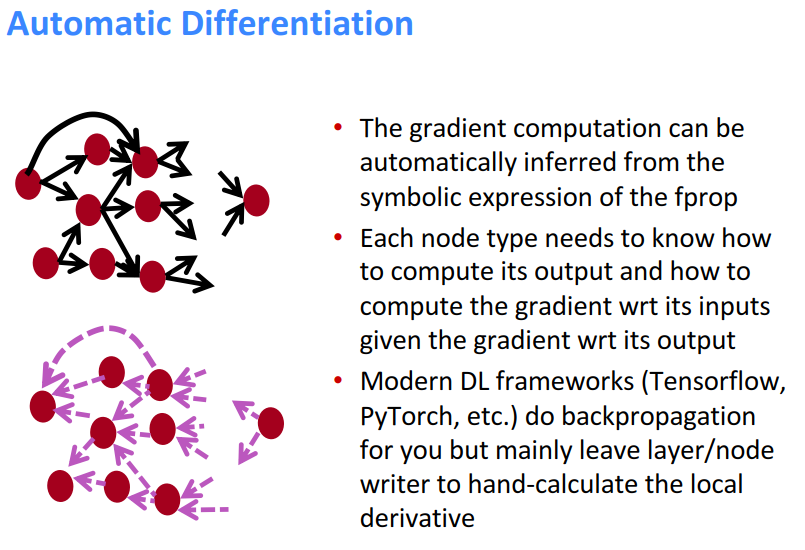 Automatic Differentiation
• The gradient computation can be
automatically inferred from the
symbolic expression of the fprop
• Each node type needs to know how
to compute its output and how to
compute the gradient wrt its inputs
given the gradient wrt its output
• Modern DL frameworks (Tensorflow,
PyTorch, etc.) do backpropagation
for you but mainly leave layer/node
writer to hand-calculate the local
derivative